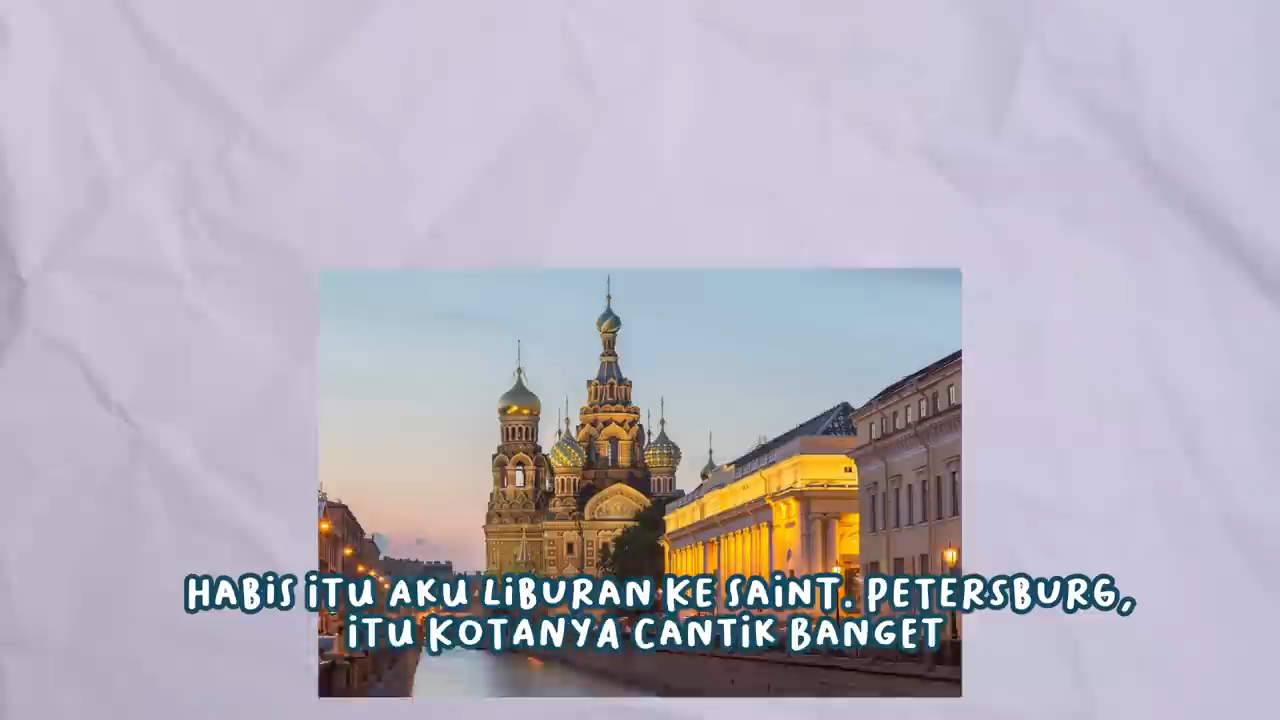 HABIS ITU AKU LIBURAN KE SAINT. PETERSBURG,
ITU KOTANYA CANTIK BANGET